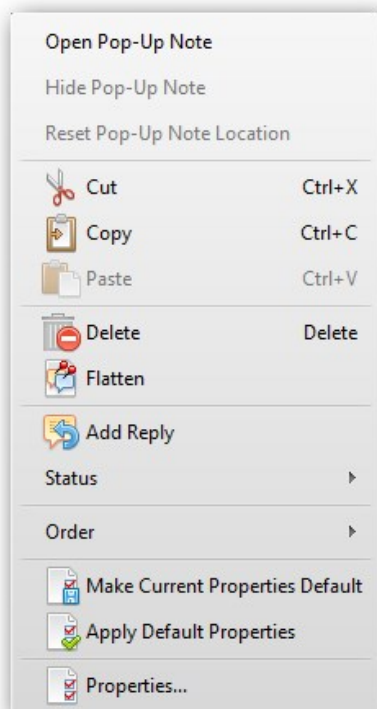 Open Pop-Up Note
Hide Pop-Up Note
Reset Pop-Up Note Location
Cut Ctrl+X
Copy Ctrl+C
Paste Ctrl+V
Delete Delete
Flatten
Add Reply
Status
Order
Make Current Properties Default
Apply Default Properties
Properties...